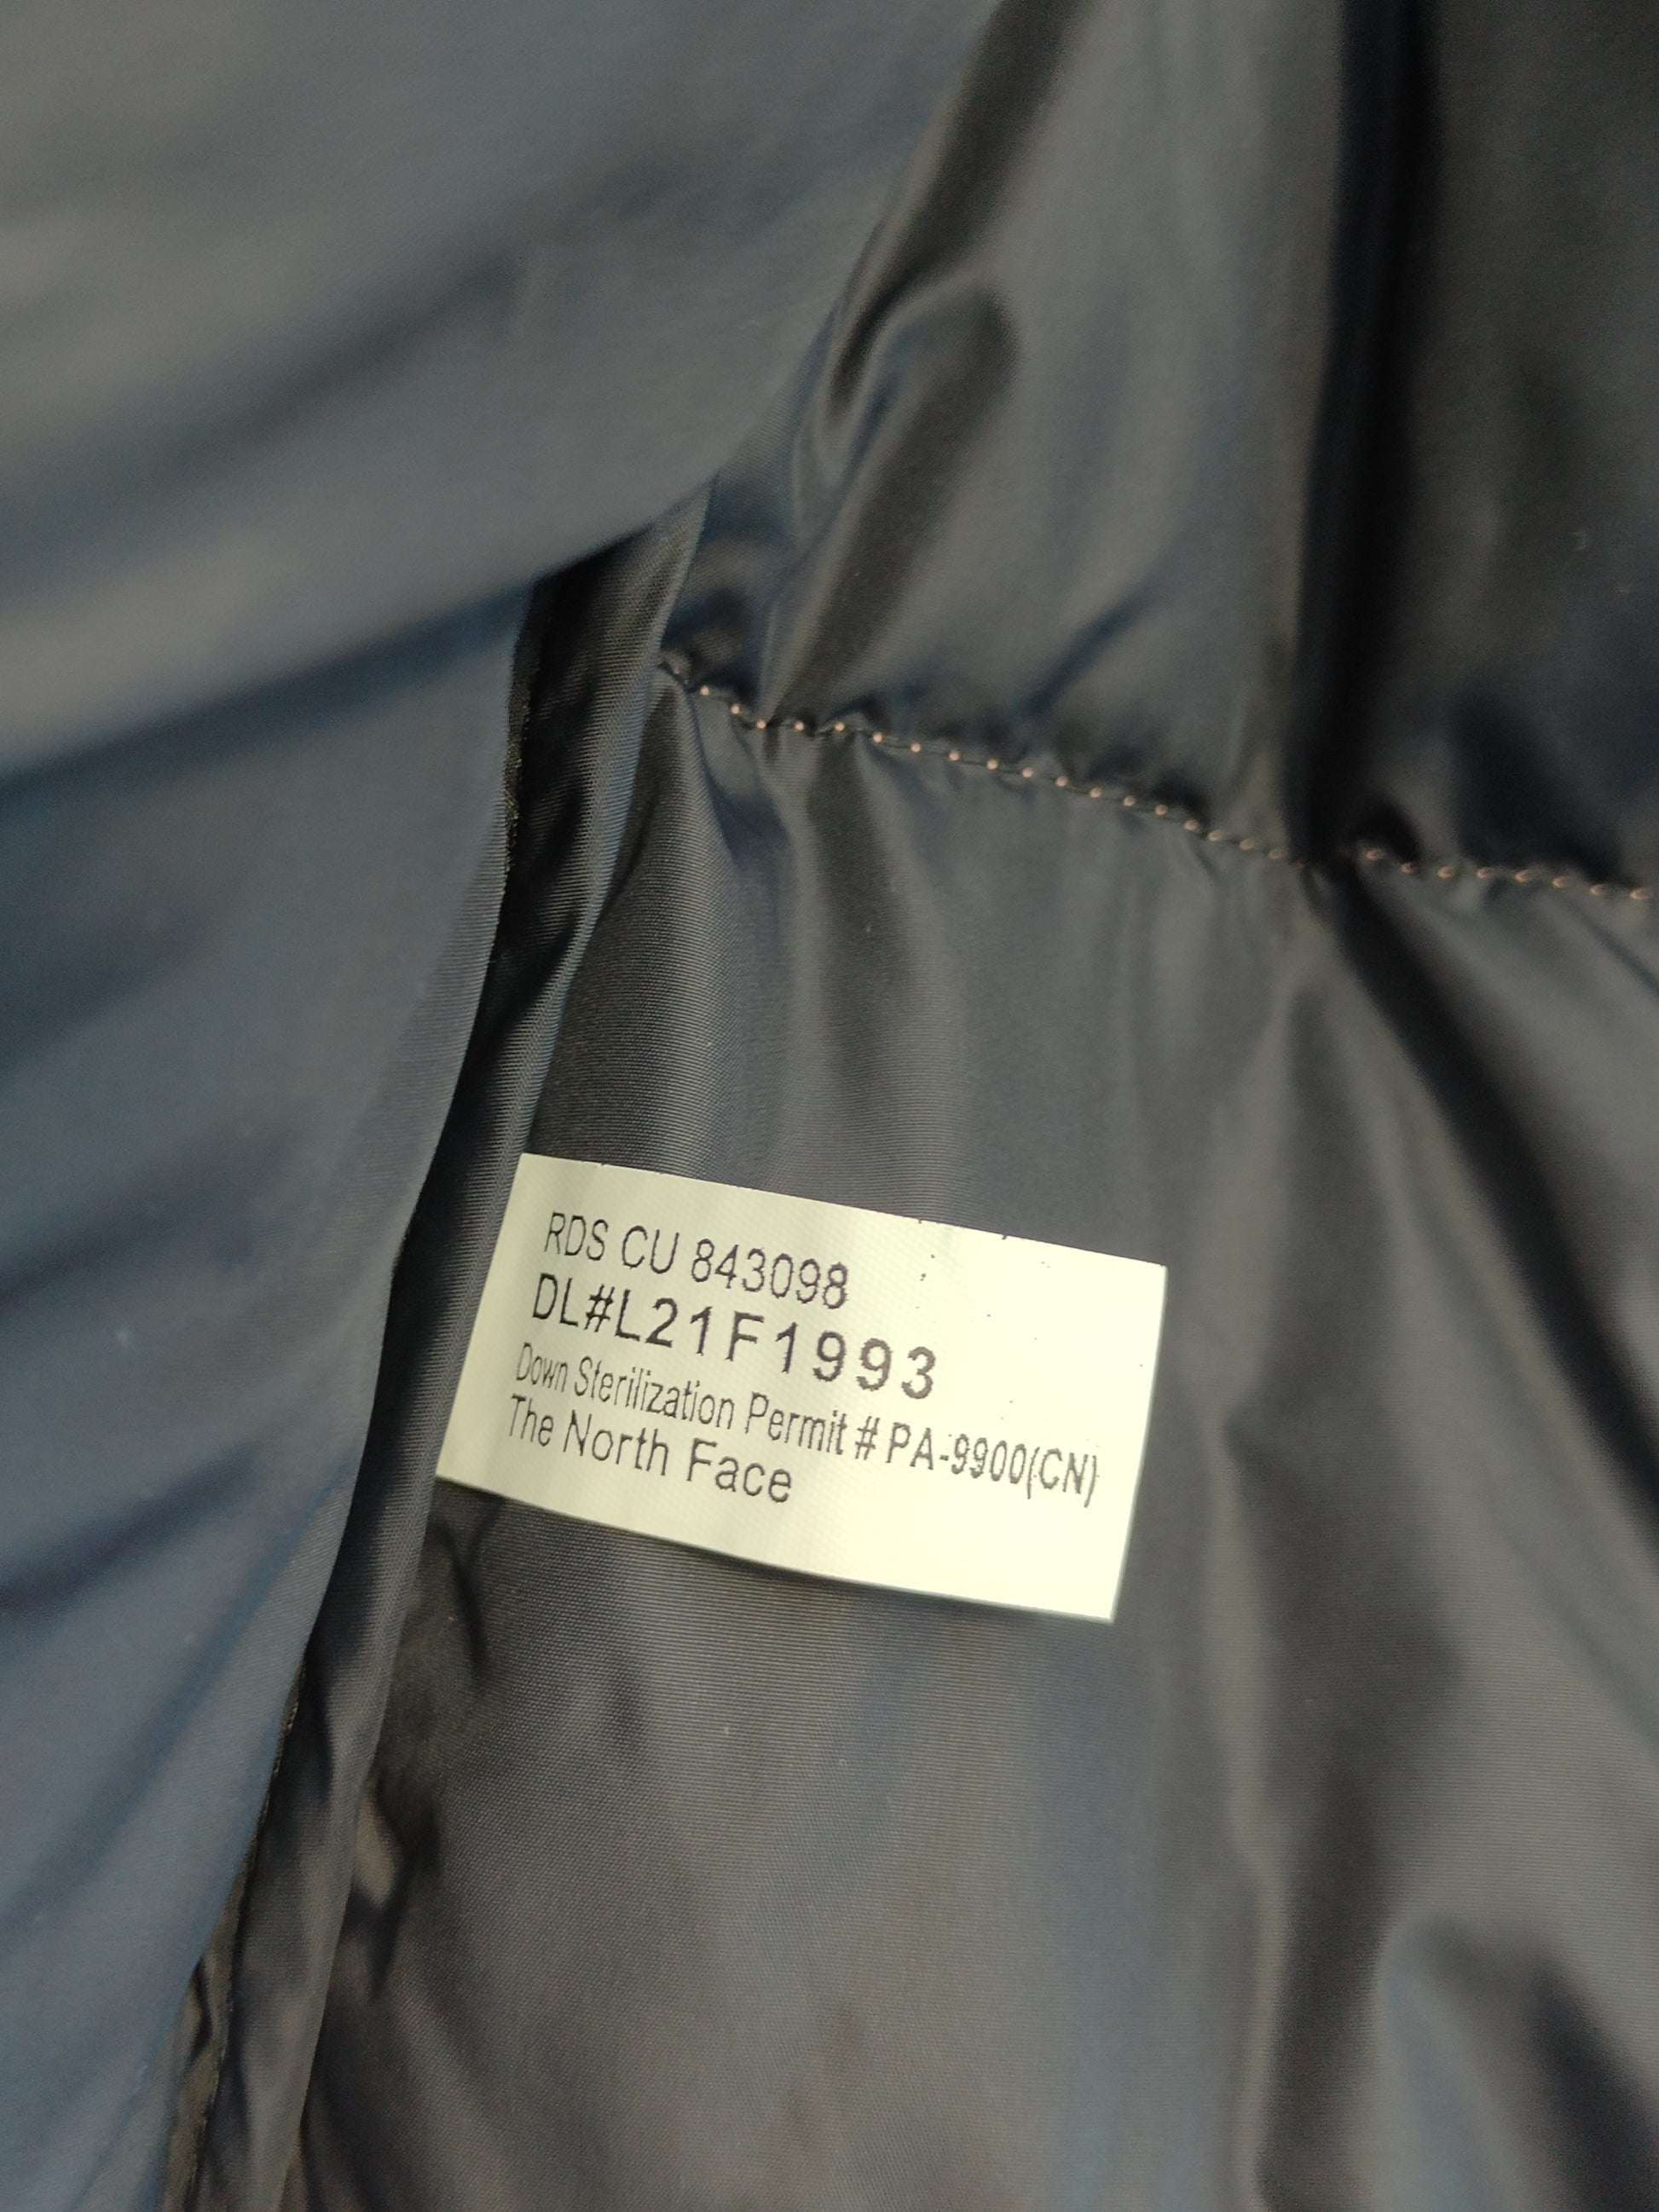 RDS CU 843098
DL#L21F1993
Down Sterilization Permit # PA-9900(CN)
The North Face